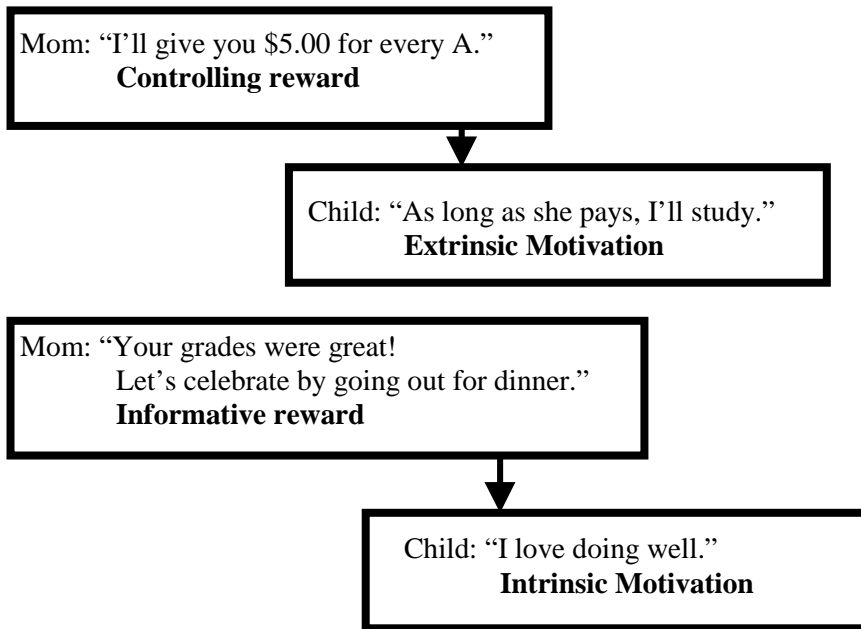 Mom: “I’ll give you $5.00 for every A.”
Controlling reward
Child: “As long as she pays, I’ll study.”
Extrinsic Motivation
Mom: “Your grades were great!
Let’s celebrate by going out for dinner.”
Informative reward
Child: “I love doing well.”
Intrinsic Motivation